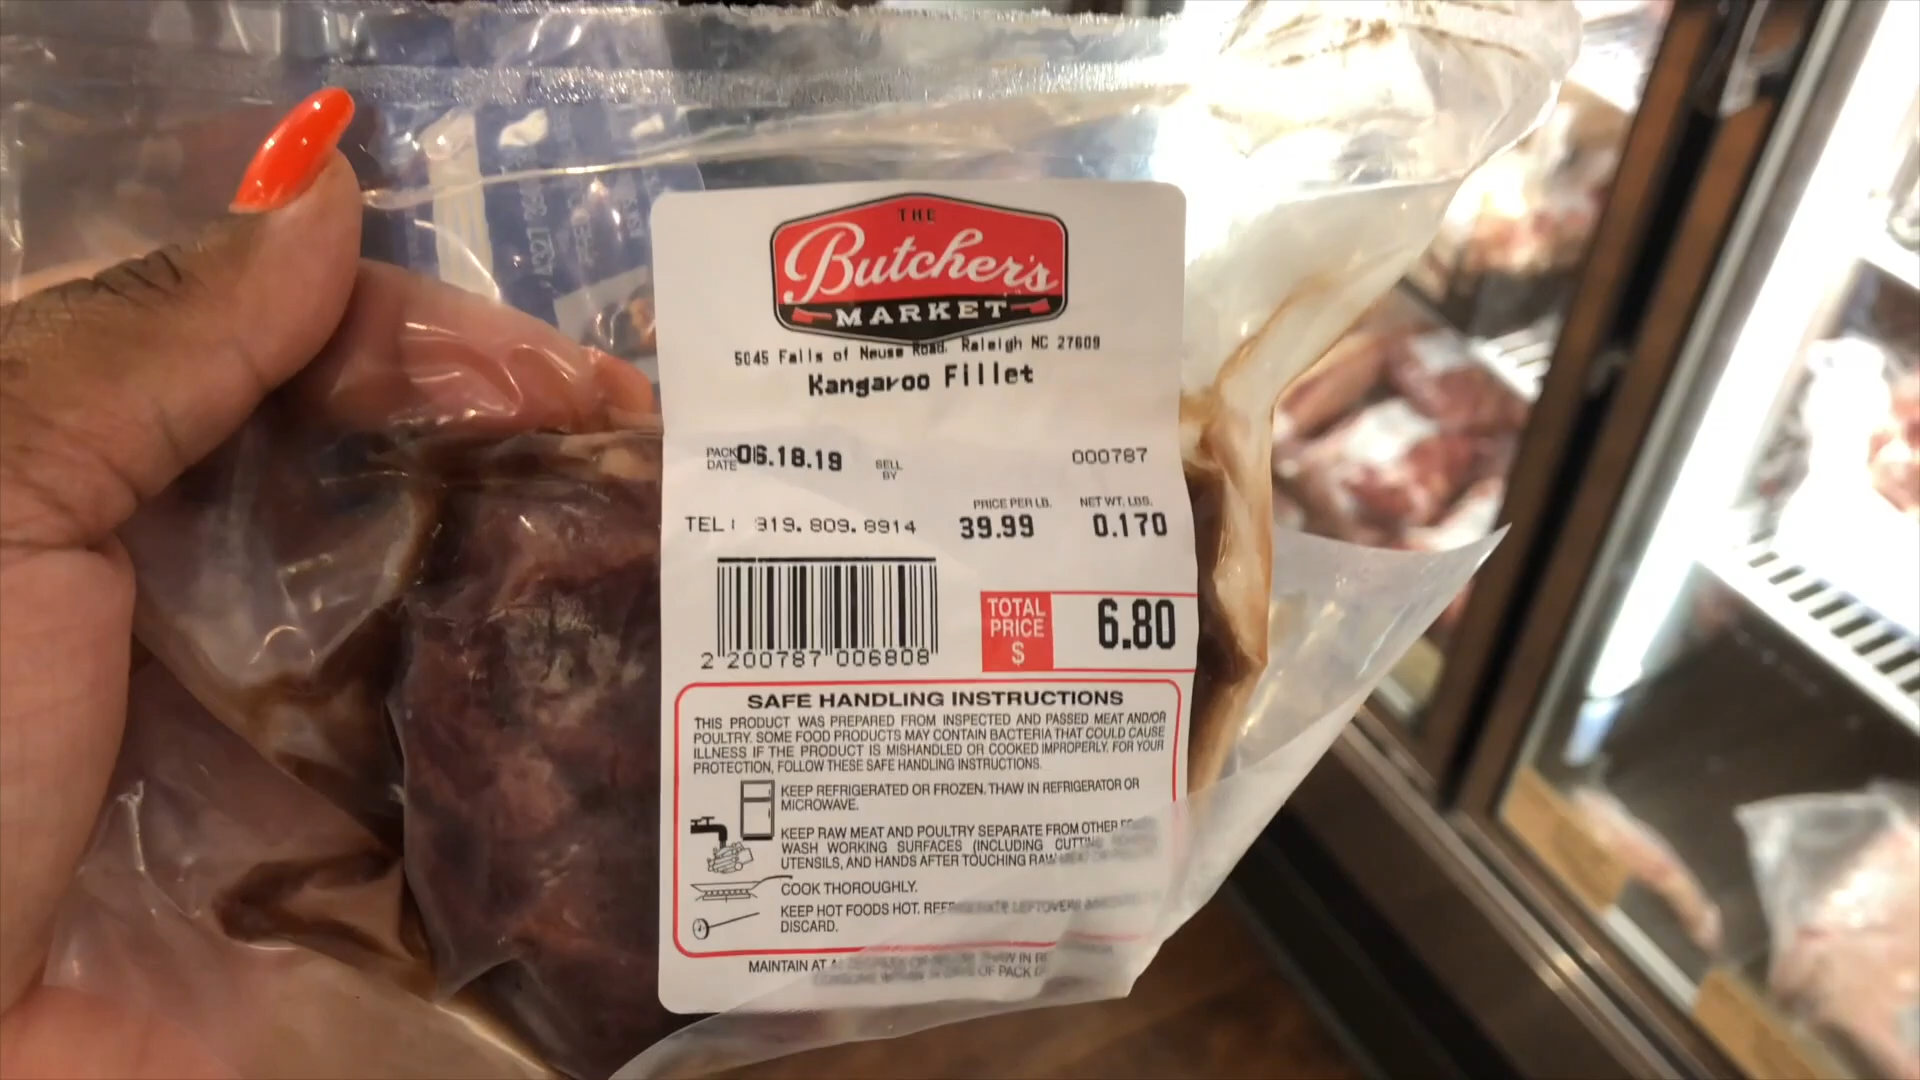 THE
Butcher's
MARKET
5045 Falls of Neuse Road. Raleigh NC 27609
Kangaroo Fillet
PACK DATE 06.18.19 SELL BY 000787
PRICE PER LB. NET WT. LBS.
TEL: 919.809.8914 39.99 0.170
TOTAL PRICE $ 6.80
2 200787 006808
SAFE HANDLING INSTRUCTIONS
THIS PRODUCT WAS PREPARED FROM INSPECTED AND PASSED MEAT AND/OR
POULTRY. SOME FOOD PRODUCTS MAY CONTAIN BACTERIA THAT COULD CAUSE
ILLNESS IF THE PRODUCT IS MISHANDLED OR COOKED IMPROPERLY. FOR YOUR
PROTECTION, FOLLOW THESE SAFE HANDLING INSTRUCTIONS.
KEEP REFRIGERATED OR FROZEN. THAW IN REFRIGERATOR OR
MICROWAVE.
KEEP RAW MEAT AND POULTRY SEPARATE FROM OTHER
WASH WORKING SURFACES (INCLUDING CUTTING
UTENSILS, AND HANDS AFTER TOUCHING RAW
COOK THOROUGHLY.
KEEP HOT FOODS HOT.
DISCARD.
MAINTAIN AT
OF PACK